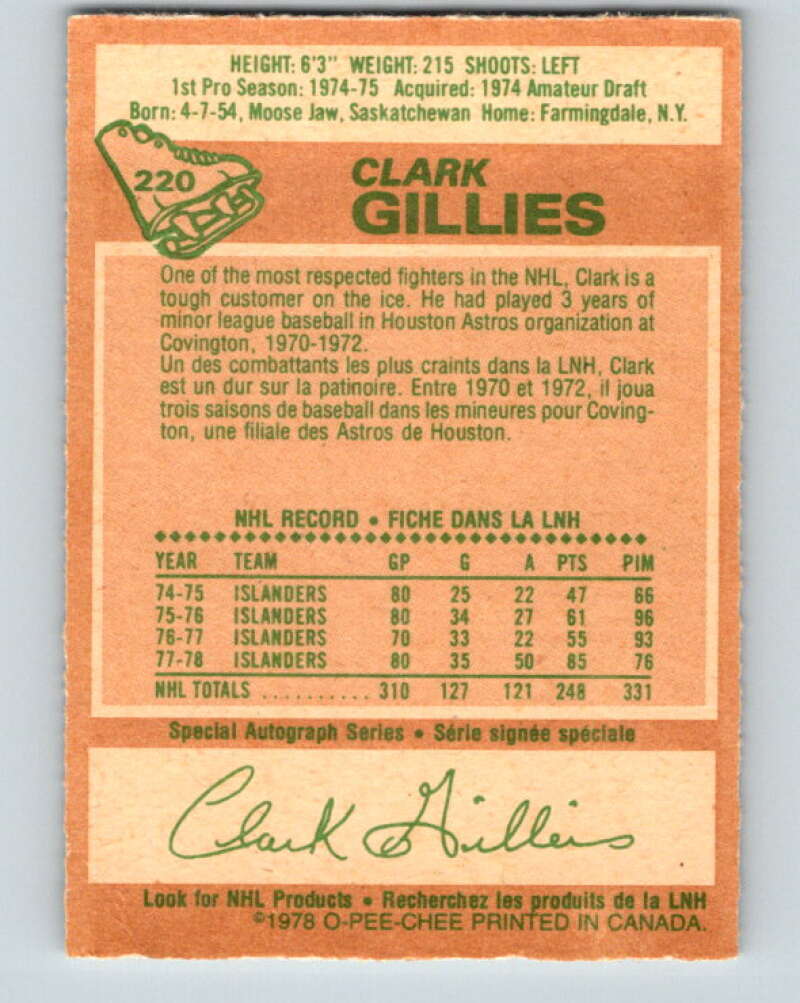 HEIGHT: 6'3" WEIGHT: 215 SHOOTS: LEFT
1st Pro Season: 1974-75 Acquired: 1974 Amateur Draft
Born: 4-7-54, Moose Jaw, Saskatchewan Home: Farmingdale, N.Y.
220
CLARK
GILLIES
One of the most respected fighters in the NHL, Clark is a
tough customer on the ice. He had played 3 years of
minor league baseball in Houston Astros organization at
Covington, 1970-1972.
Un des combattants les plus craints dans la LNH, Clark
est un dur sur la patinoire. Entre 1970 et 1972, il joua
trois saisons de baseball dans les mineures pour Coving-
ton, une filiale des Astros de Houston.
NHL RECORD • FICHE DANS LA LNH
YEAR TEAM GP G A PTS PIM
74-75 ISLANDERS 80 25 22 47 66
75-76 ISLANDERS 80 34 27 61 96
76-77 ISLANDERS 70 33 22 55 93
77-78 ISLANDERS 80 35 50 85 76
NHL TOTALS .......... 310 127 121 248 331
Special Autograph Series • Série signée spéciale
Clark Gillies
Look for NHL Products • Recherchez les produits de la LNH
©1978 O-PEE-CHEE PRINTED IN CANADA.